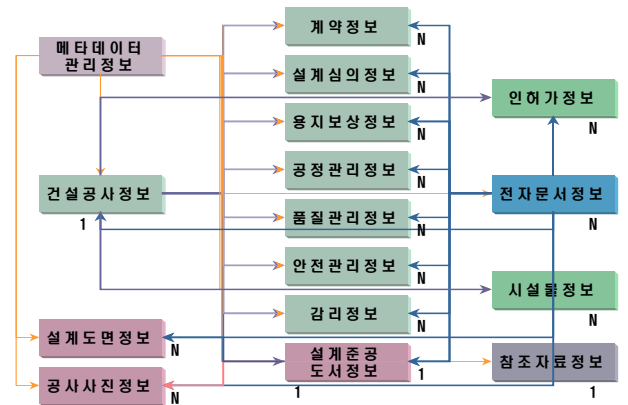 계약정보
N
메타데이터
관리정보
설계심의정보
N
인허가정보
N
용지보상정보
N
공정관리정보
N
건설공사정보
1
전자문서정보
N
품질관리정보
N
안전관리정보
N
시설물정보
N
감리정보
N
설계도면정보
N
설계준공
도서정보
1
1
참조자료정보
1
공사사진정보
N